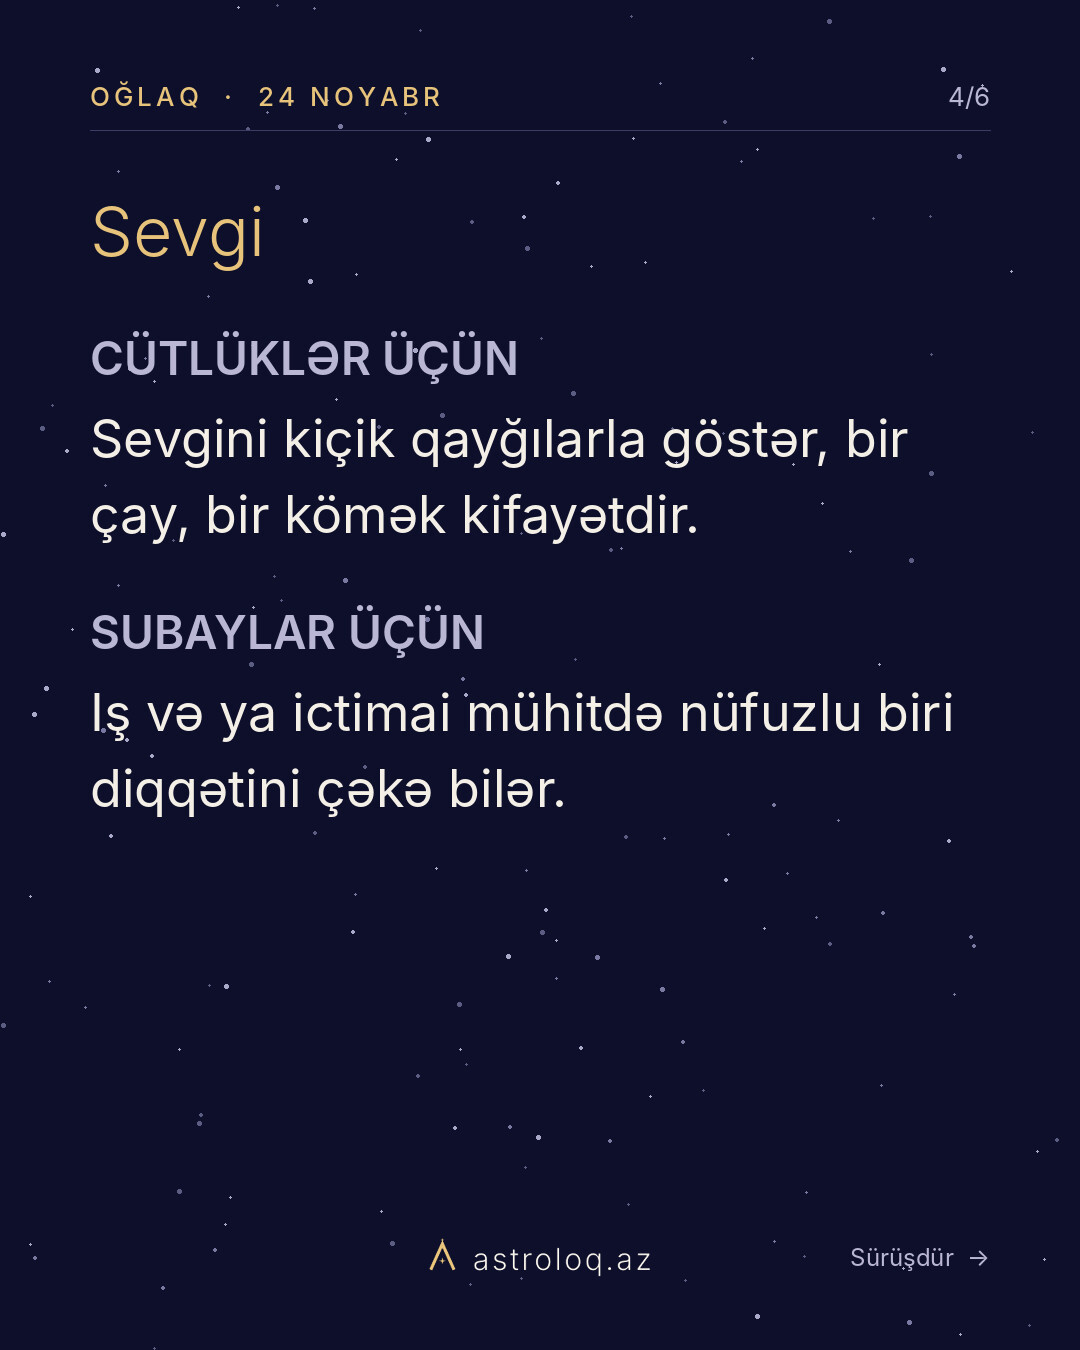 OĞLAQ · 24 NOYABR
4/6
Sevgi
CÜTLÜKLƏR ÜÇÜN
Sevgini kiçik qayğılarla göstər, bir
çay, bir kömək kifayətdir.
SUBAYLAR ÜÇÜN
Iş və ya ictimai mühitdə nüfuzlu biri
diqqətini çəkə bilər.
astroloq.az
Sürüşdür →